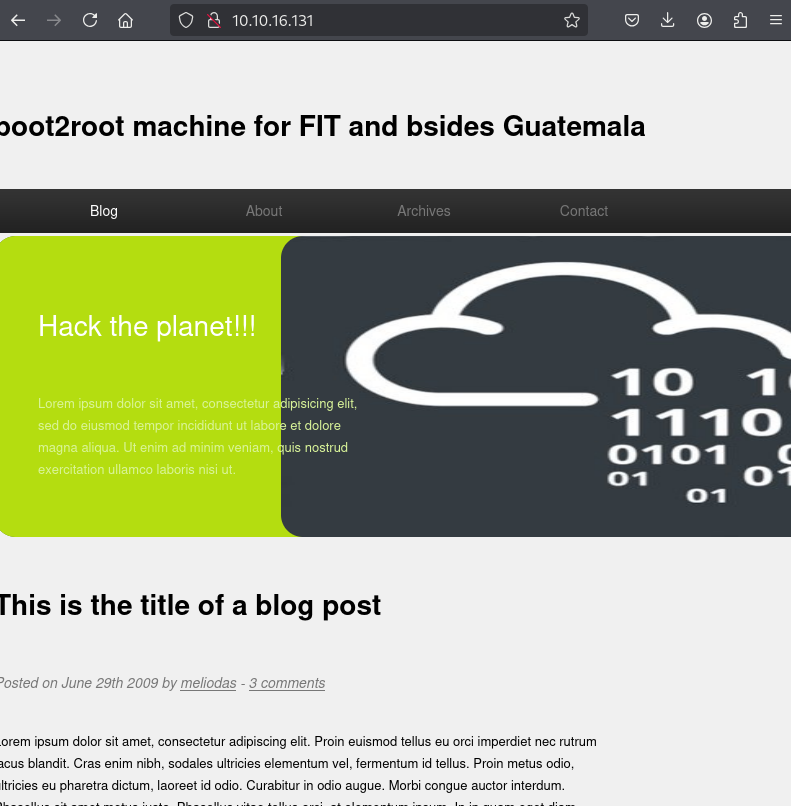 10.10.16.131
boot2root machine for FIT and bsides Guatemala
Blog About Archives Contact
Hack the planet!!!
10 1
1110
0101 0
01 01
01
Lorem ipsum dolor sit amet, consectetur adipisicing elit,
sed do eiusmod tempor incididunt ut labore et dolore
magna aliqua. Ut enim ad minim veniam, quis nostrud
exercitation ullamco laboris nisi ut.
This is the title of a blog post
Posted on June 29th 2009 by meliodas - 3 comments
Lorem ipsum dolor sit amet, consectetur adipiscing elit. Proin euismod tellus eu orci imperdiet nec rutrum
lacus blandit. Cras enim nibh, sodales ultricies elementum vel, fermentum id tellus. Proin metus odio,
ultricies eu pharetra dictum, laoreet id odio. Curabitur in odio augue. Morbi congue auctor interdum.